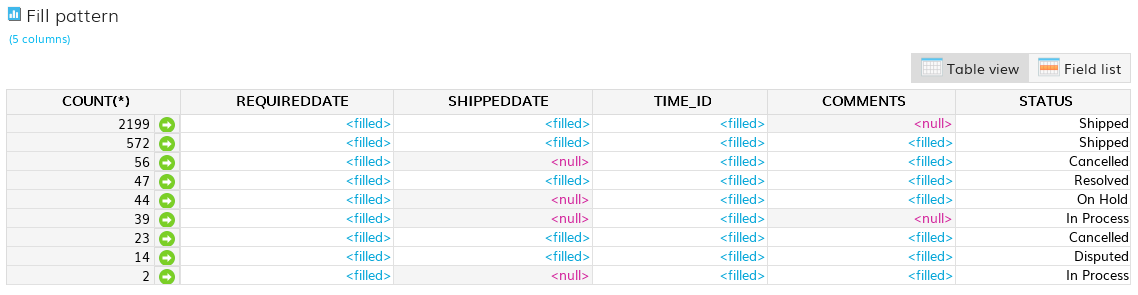 Fill pattern
(5 columns)
Table view Field list
COUNT(*) REQUIREDDATE SHIPPEDDATE TIME_ID COMMENTS STATUS
2199 <filled> <filled> <filled> <null> Shipped
572 <filled> <filled> <filled> <filled> Shipped
56 <filled> <null> <filled> <filled> Cancelled
47 <filled> <filled> <filled> <filled> Resolved
44 <filled> <null> <filled> <filled> On Hold
39 <filled> <null> <filled> <null> In Process
23 <filled> <filled> <filled> <filled> Cancelled
14 <filled> <filled> <filled> <filled> Disputed
2 <filled> <null> <filled> <filled> In Process